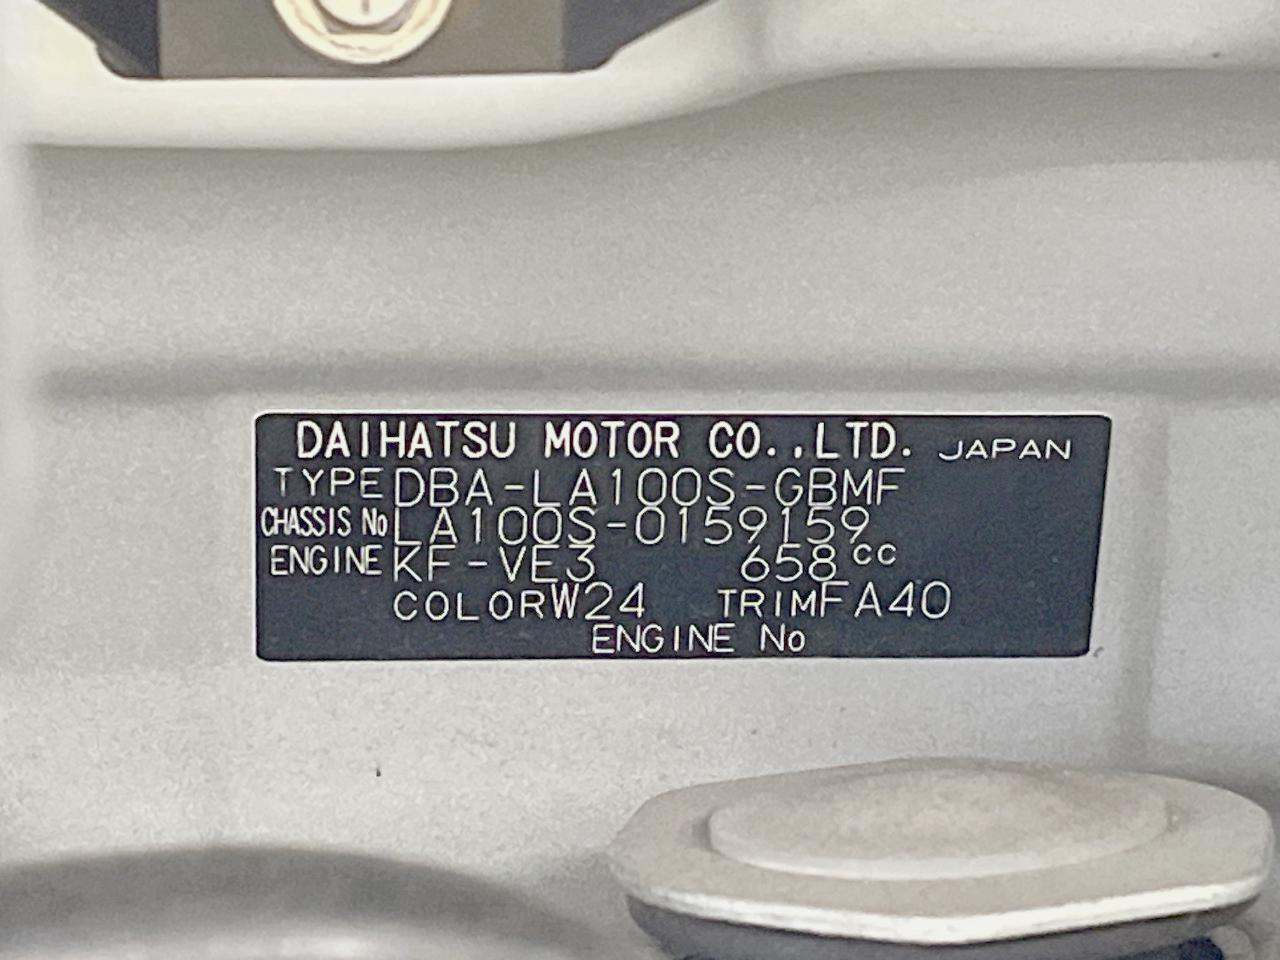 DAIHATSU MOTOR CO.,LTD. JAPAN
TYPE DBA-LA100S-GBMF
CHASSIS No LA100S-0159159
ENGINE KF-VE3 658cc
COLOR W24 TRIM FA40
ENGINE No